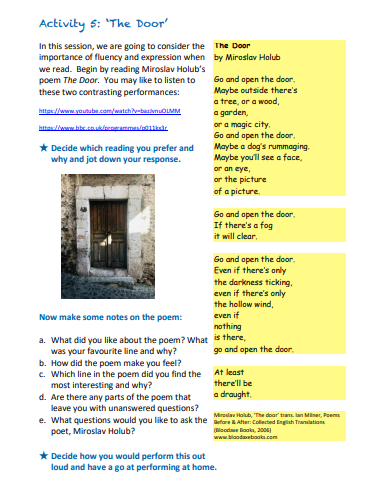 Activity 5: ‘The Door’
In this session, we are going to consider the
importance of fluency and expression when
we read. Begin by reading Miroslav Holub’s
poem The Door. You may like to listen to
these two contrasting performances:
https://www.youtube.com/watch?v=bazJvnuOLMM
https://www.bbc.co.uk/programmes/p011kx3r
★ Decide which reading you prefer and
why and jot down your response.
Now make some notes on the poem:
a. What did you like about the poem? What
was your favourite line and why?
b. How did the poem make you feel?
c. Which line in the poem did you find the
most interesting and why?
d. Are there any parts of the poem that
leave you with unanswered questions?
e. What questions would you like to ask the
poet, Miroslav Holub?
★ Decide how you would perform this out
loud and have a go at performing at home.
The Door
by Miroslav Holub
Go and open the door.
Maybe outside there’s
a tree, or a wood,
a garden,
or a magic city.
Go and open the door.
Maybe a dog’s rummaging.
Maybe you’ll see a face,
or an eye,
or the picture
of a picture.
Go and open the door.
If there’s a fog
it will clear.
Go and open the door.
Even if there’s only
the darkness ticking,
even if there’s only
the hollow wind,
even if
nothing
is there,
go and open the door.
At least
there’ll be
a draught.
Miroslav Holub, ‘The door’ trans. Ian Milner, Poems
Before & After: Collected English Translations
(Bloodaxe Books, 2006)
www.bloodaxebooks.com